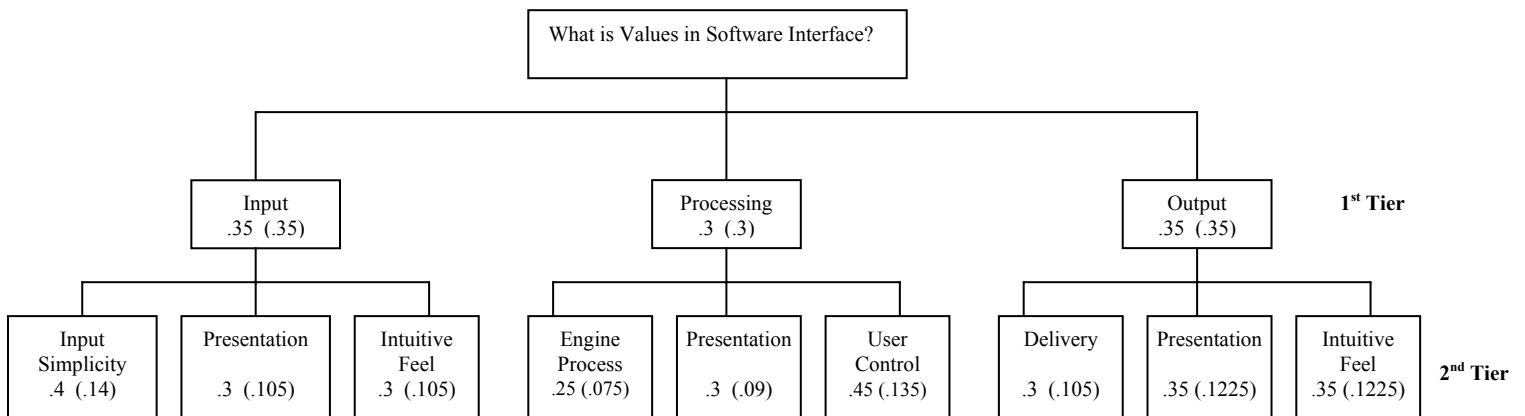 What is Values in Software Interface?
Input
.35 (.35)
Processing
.3 (.3)
Output
.35 (.35)
1st Tier
Input
Simplicity
.4 (.14)
Presentation
.3 (.105)
Intuitive
Feel
.3 (.105)
Engine
Process
.25 (.075)
Presentation
.3 (.09)
User
Control
.45 (.135)
Delivery
.3 (.105)
Presentation
.35 (.1225)
Intuitive
Feel
.35 (.1225)
2nd Tier